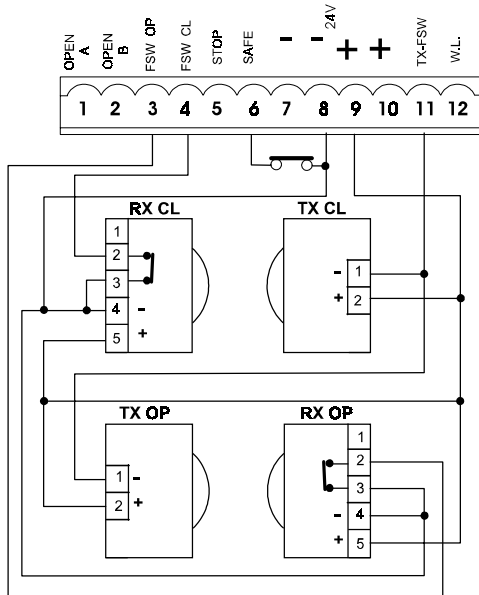 OPEN A
OPEN B
FSW OP
FSW CL
STOP
SAFE
-
-
24V
+
+
TX-FSW
W.L.
1 2 3 4 5 6 7 8 9 10 11 12
RX CL
1
2
3
4 -
5 +
TX CL
- 1
+ 2
TX OP
1 -
2 +
RX OP
1
2
3
- 4
+ 5